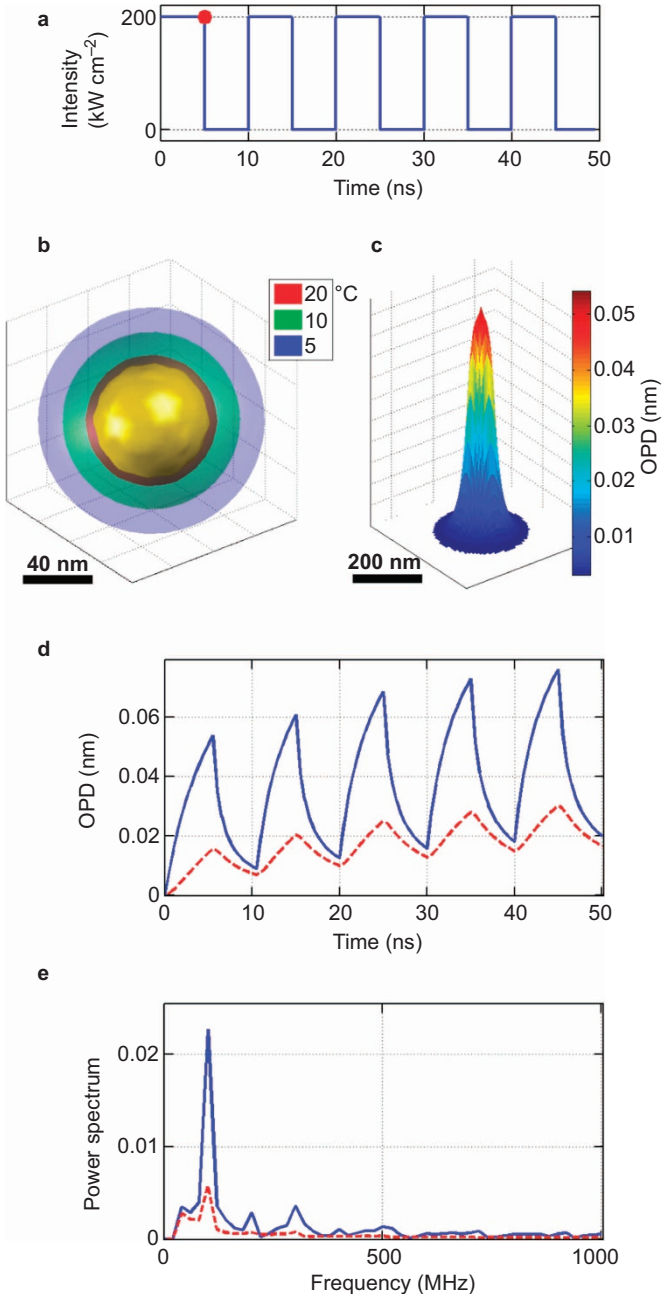 a
Intensity
(kW cm−2)
200
0
0 10 20 30 40 50
Time (ns)
b
20 °C
10
5
40 nm
c
0.05
0.04
0.03
0.02
0.01
OPD (nm)
200 nm
d
OPD (nm)
0.06
0.04
0.02
0
0 10 20 30 40 50
Time (ns)
e
Power spectrum
0.02
0.01
0
0 500 1000
Frequency (MHz)